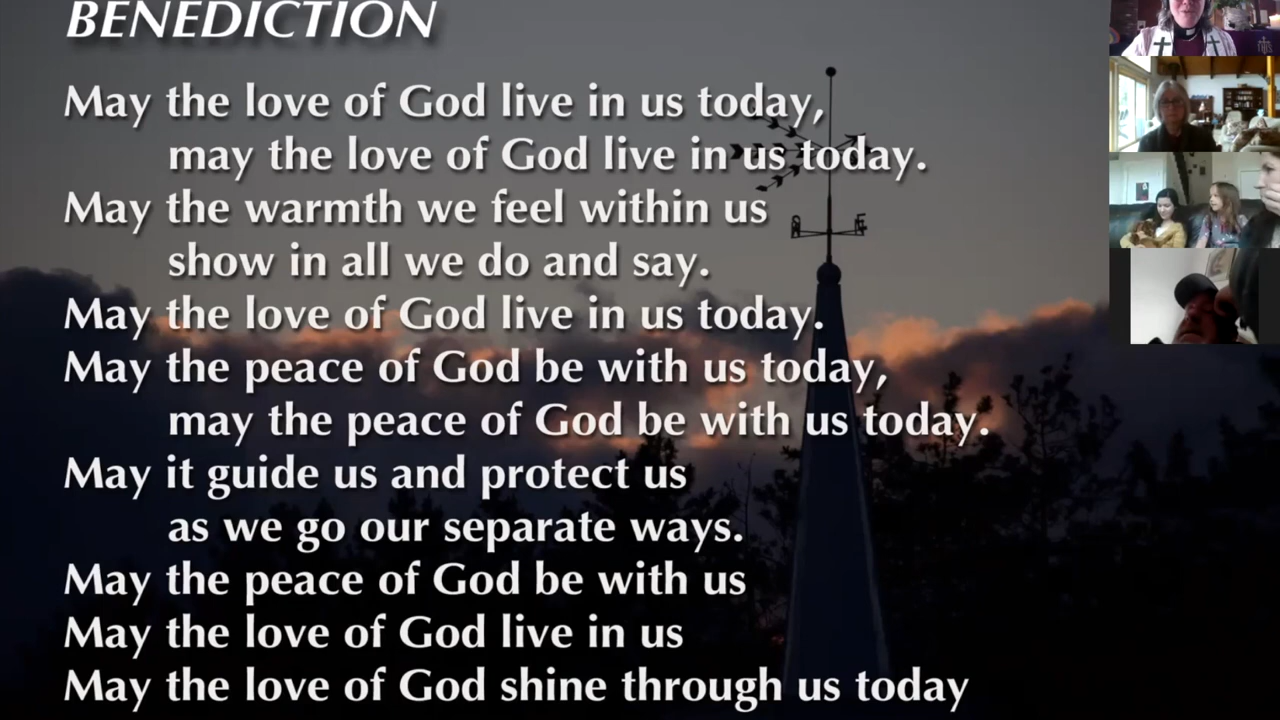 BENEDICTION
May the love of God live in us today,
may the love of God live in us today.
May the warmth we feel within us
show in all we do and say.
May the love of God live in us today.
May the peace of God be with us today,
may the peace of God be with us today.
May it guide us and protect us
as we go our separate ways.
May the peace of God be with us
May the love of God live in us
May the love of God shine through us today